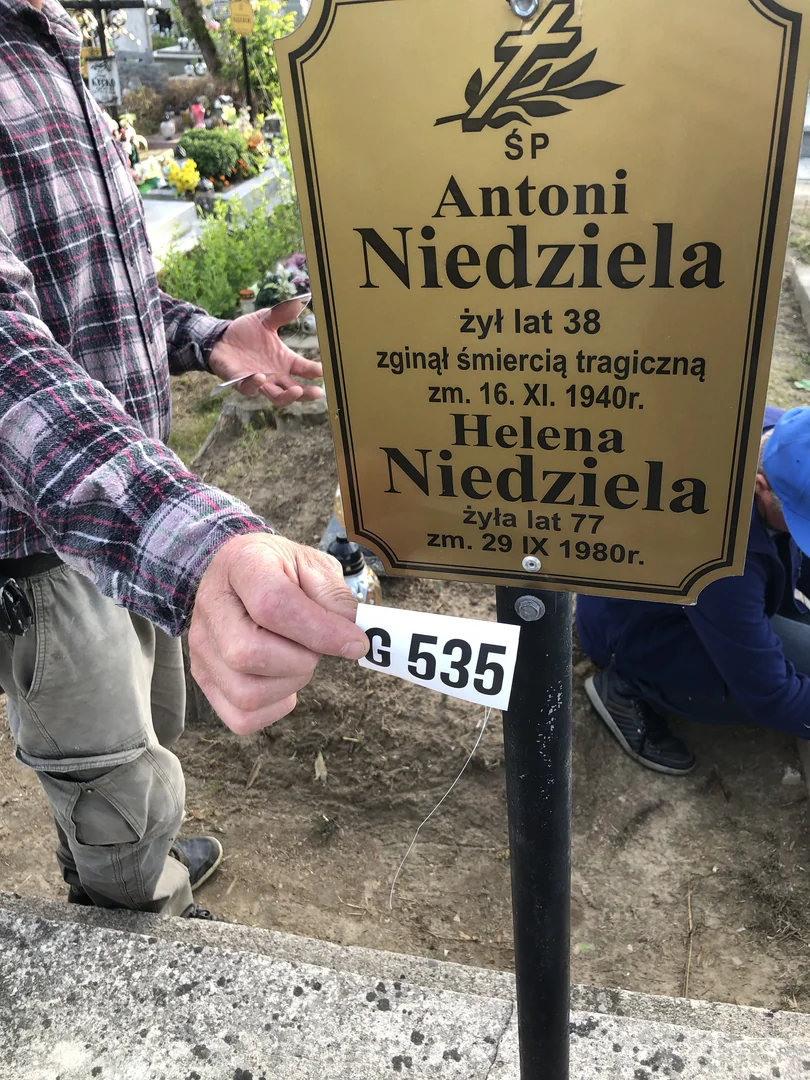 ŚP
Antoni
Niedziela
żył lat 38
zginął śmiercią tragiczną
zm. 16. XI. 1940r.
Helena
Niedziela
żyła lat 77
zm. 29 IX 1980r.
G 535